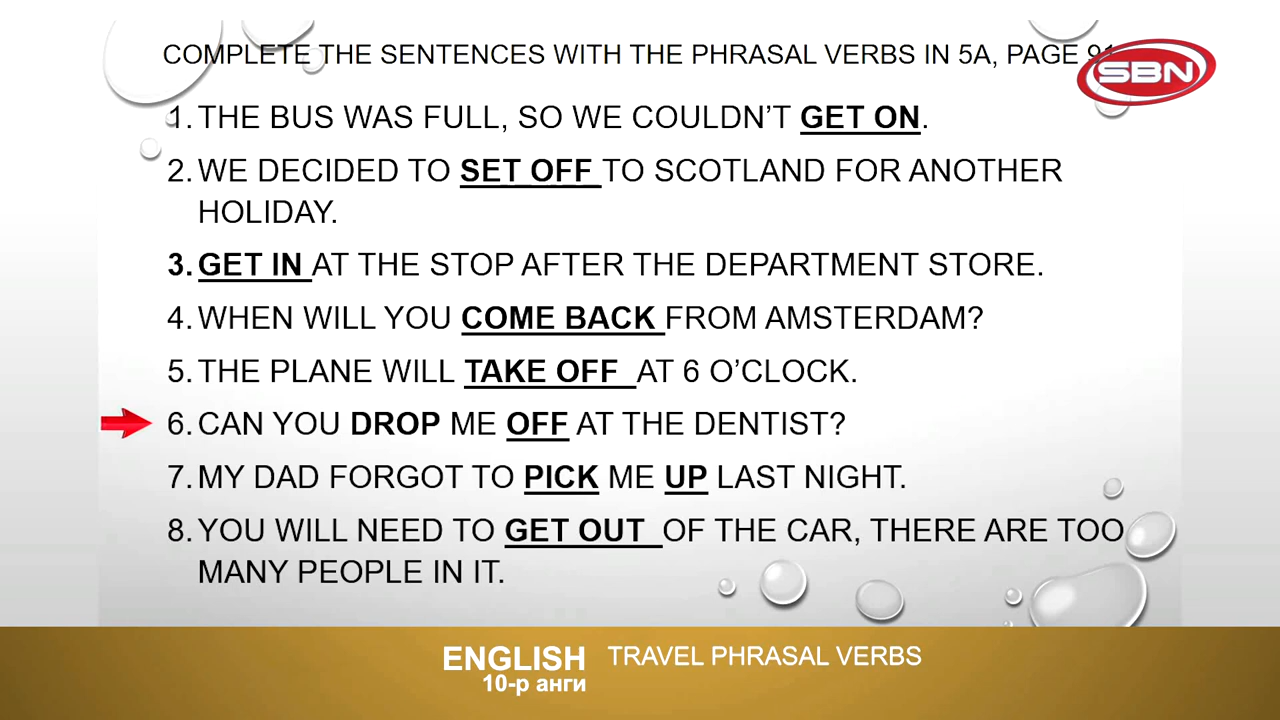 COMPLETE THE SENTENCES WITH THE PHRASAL VERBS IN 5A, PAGE
SBN
1. THE BUS WAS FULL, SO WE COULDN'T GET ON.
2. WE DECIDED TO SET OFF TO SCOTLAND FOR ANOTHER
HOLIDAY.
3. GET IN AT THE STOP AFTER THE DEPARTMENT STORE.
4. WHEN WILL YOU COME BACK FROM AMSTERDAM?
5. THE PLANE WILL TAKE OFF AT 6 O'CLOCK.
6. CAN YOU DROP ME OFF AT THE DENTIST?
7. MY DAD FORGOT TO PICK ME UP LAST NIGHT.
8. YOU WILL NEED TO GET OUT OF THE CAR, THERE ARE TOO
MANY PEOPLE IN IT.
ENGLISH TRAVEL PHRASAL VERBS
10-р анги